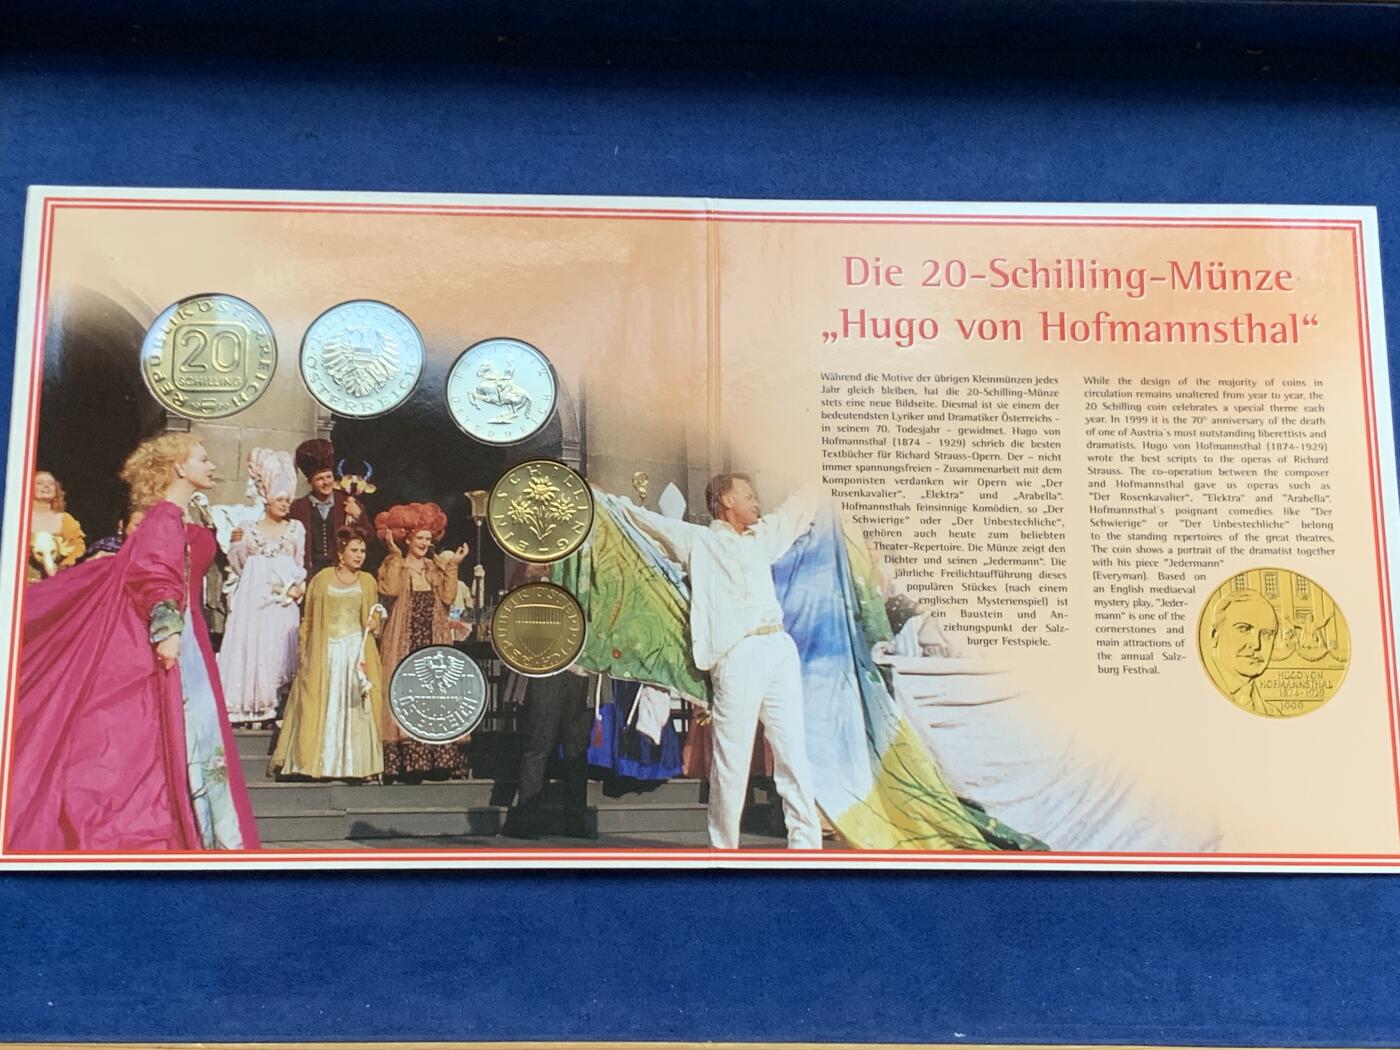 Die 20-Schilling-Münze
„Hugo von Hofmannsthal“
Während die Motive der übrigen Kleinmünzen jedes
Jahr gleich bleiben, hat die 20-Schilling-Münze
stets eine neue Bildseite. Diesmal ist sie einem der
bedeutendsten Lyriker und Dramatiker Österreichs –
in seinem 70. Todesjahr – gewidmet. Hugo von
Hofmannsthal (1874 – 1929) schrieb die besten
Textbücher für Richard Strauss-Opern. Der – nicht
immer spannungsfreien – Zusammenarbeit mit dem
Komponisten verdanken wir Opern wie „Der
Rosenkavalier“, „Elektra“ und „Arabella“.
Hofmannsthals feinsinnige Komödien, so „Der
Schwierige“ oder „Der Unbestechliche“,
gehören auch heute zum beliebten
Theater-Repertoire. Die Münze zeigt den
Dichter und seinen „Jedermann“. Die
jährliche Freilichtaufführung dieses
populären Stückes (nach einem
englischen Mysterienspiel) ist
ein Baustein und An-
ziehungspunkt der Salz-
burger Festspiele.
While the design of the majority of coins in
circulation remains unaltered from year to year, the
20 Schilling coin celebrates a special theme each
year. In 1999 it is the 70th anniversary of the death
of one of Austria's most outstanding liberettists and
dramatists. Hugo von Hofmannsthal (1874-1929)
wrote the best scripts to the operas of Richard
Strauss. The co-operation between the composer
and Hofmannsthal gave us operas such as
"Der Rosenkavalier", "Elektra" and "Arabella".
Hofmannsthal's poignant comedies like "Der
Schwierige" or "Der Unbestechliche" belong
to the standing repertoires of the great theatres.
The coin shows a portrait of the dramatist together
with his piece "Jedermann"
(Everyman). Based on
an English mediaeval
mystery play, "Jeder-
mann" is one of the
cornerstones and
main attractions of
the annual Salz-
burg Festival.
HUGO VON
HOFMANNSTHAL
1874-1929
1999
REPUBLIK ÖSTERREICH
20
SCHILLING
REPUBLIK
ÖSTERREICH
REPUBLIK
ÖSTERREICH
EIN SCHILLING
REPUBLIK ÖSTERREICH